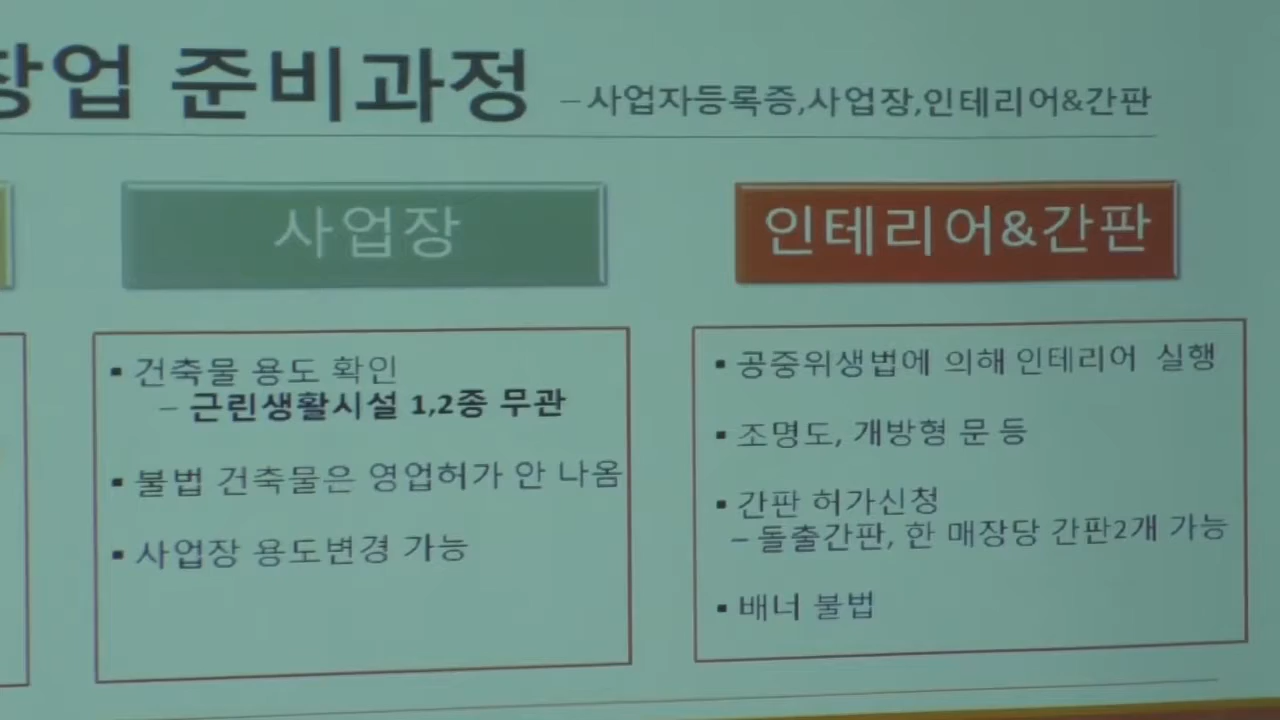 창업 준비과정 – 사업자등록증,사업장,인테리어&간판
사업장
▪ 건축물 용도 확인
– 근린생활시설 1,2종 무관
▪ 불법 건축물은 영업허가 안 나옴
▪ 사업장 용도변경 가능
인테리어&간판
▪ 공중위생법에 의해 인테리어 실행
▪ 조명도, 개방형 문 등
▪ 간판 허가신청
– 돌출간판, 한 매장당 간판2개 가능
▪ 배너 불법